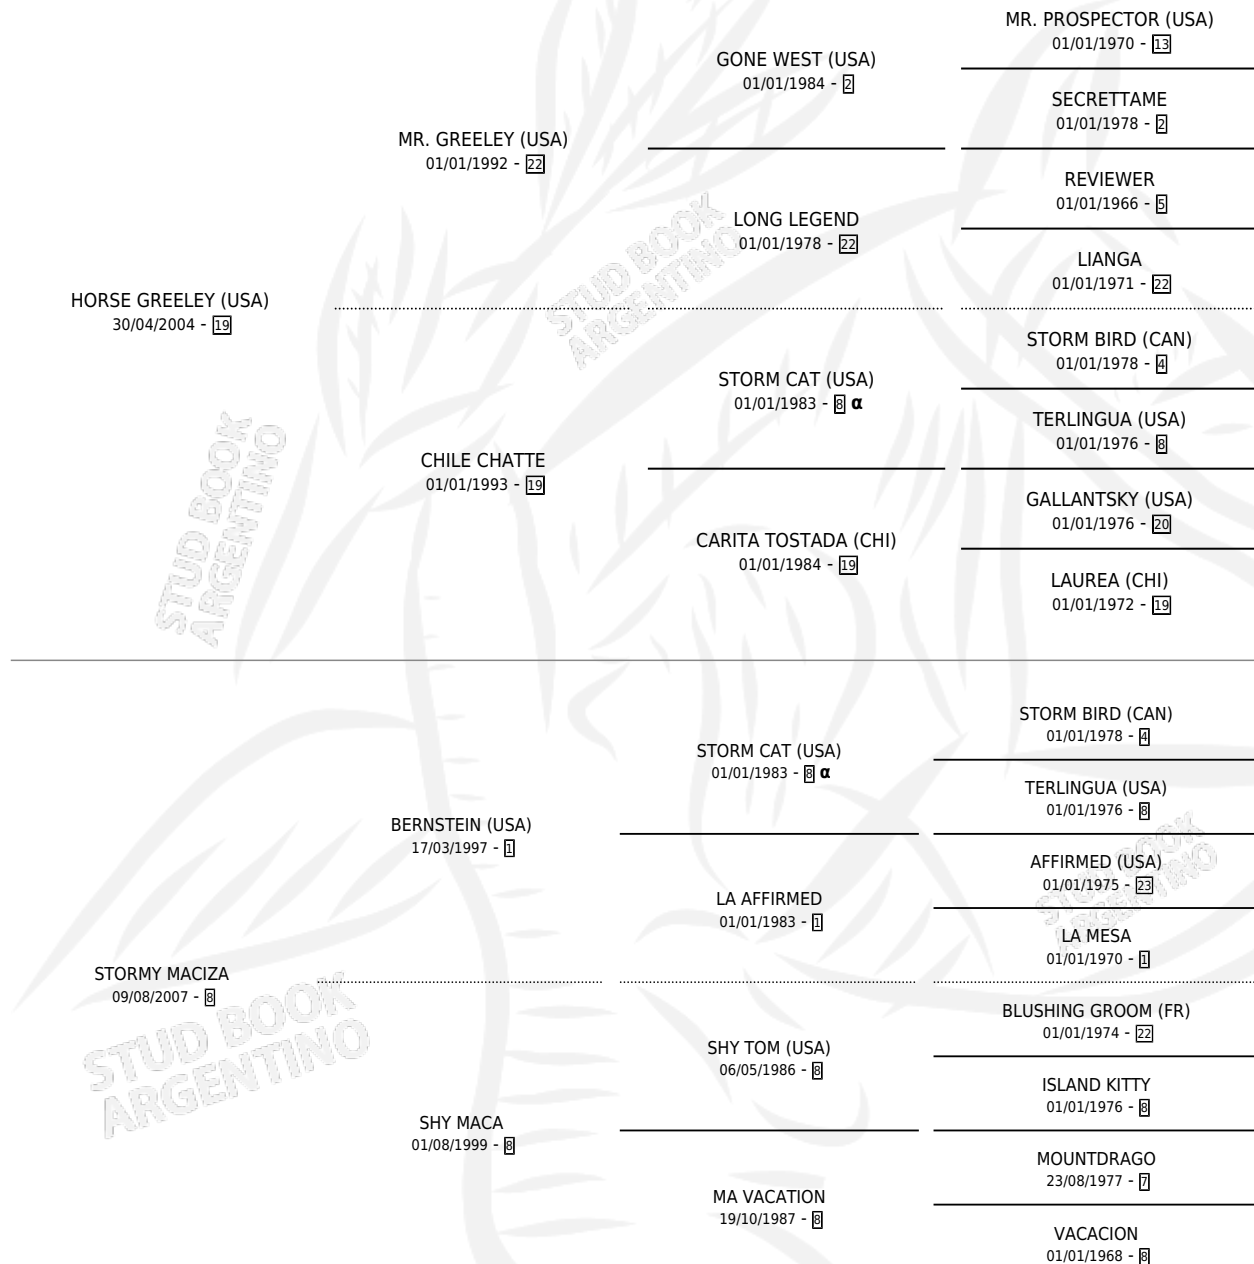 MR. PROSPECTOR (USA)
01/01/1970 - 13
GONE WEST (USA)
01/01/1984 - 2
SECRETTAME
01/01/1978 - 2
MR. GREELEY (USA)
01/01/1992 - 22
REVIEWER
01/01/1966 - 5
LONG LEGEND
01/01/1978 - 22
LIANGA
01/01/1971 - 22
HORSE GREELEY (USA)
30/04/2004 - 19
STORM BIRD (CAN)
01/01/1978 - 4
STORM CAT (USA)
01/01/1983 - 8 α
TERLINGUA (USA)
01/01/1976 - 8
CHILE CHATTE
01/01/1993 - 19
GALLANTSKY (USA)
01/01/1976 - 20
CARITA TOSTADA (CHI)
01/01/1984 - 19
LAUREA (CHI)
01/01/1972 - 19
STORM BIRD (CAN)
01/01/1978 - 4
STORM CAT (USA)
01/01/1983 - 8 α
TERLINGUA (USA)
01/01/1976 - 8
BERNSTEIN (USA)
17/03/1997 - 1
AFFIRMED (USA)
01/01/1975 - 23
LA AFFIRMED
01/01/1983 - 1
LA MESA
01/01/1970 - 1
STORMY MACIZA
09/08/2007 - 8
BLUSHING GROOM (FR)
01/01/1974 - 22
SHY TOM (USA)
06/05/1986 - 8
ISLAND KITTY
01/01/1976 - 8
SHY MACA
01/08/1999 - 8
MOUNTDRAGO
23/08/1977 - 7
MA VACATION
19/10/1987 - 8
VACACION
01/01/1968 - 8
STUD BOOK
ARGENTINO
STUD BOOK
ARGENTINO
STUD BOOK
ARGENTINO
STUD BOOK
ARGENTINO